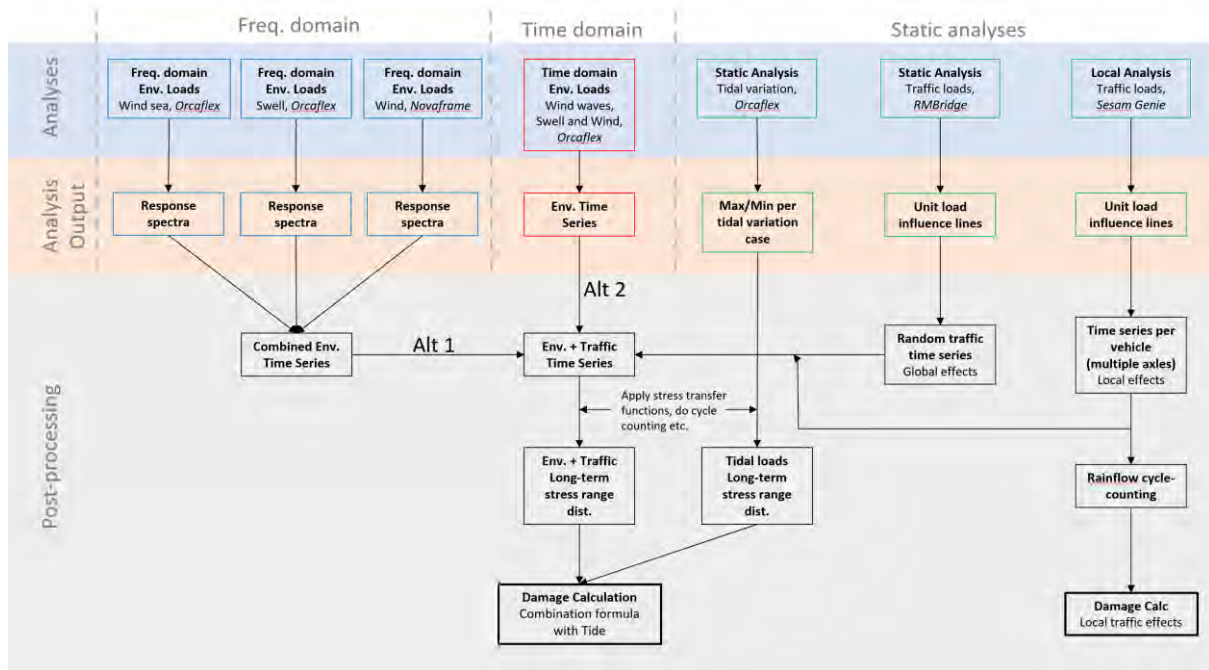 Freq. domain
Time domain
Static analyses
Analyses
Freq. domain
Env. Loads
Wind sea, Orcaflex
Freq. domain
Env. Loads
Swell, Orcaflex
Freq. domain
Env. Loads
Wind, Novaframe
Time domain
Env. Loads
Wind waves,
Swell and Wind,
Orcaflex
Static Analysis
Tidal variation,
Orcaflex
Static Analysis
Traffic loads,
RMBridge
Local Analysis
Traffic loads,
Sesam Genie
Analysis
Output
Response
spectra
Response
spectra
Response
spectra
Env. Time
Series
Max/Min per
tidal variation
case
Unit load
influence lines
Unit load
influence lines
Post-processing
Alt 2
Combined Env.
Time Series
Alt 1
Env. + Traffic
Time Series
Random traffic
time series
Global effects
Time series per
vehicle
(multiple axles)
Local effects
Apply stress transfer
functions, do cycle
counting etc.
Env. + Traffic
Long-term
stress range
dist.
Tidal loads
Long-term
stress range
dist.
Rainflow cycle-
counting
Damage Calculation
Combination formula
with Tide
Damage Calc
Local traffic effects